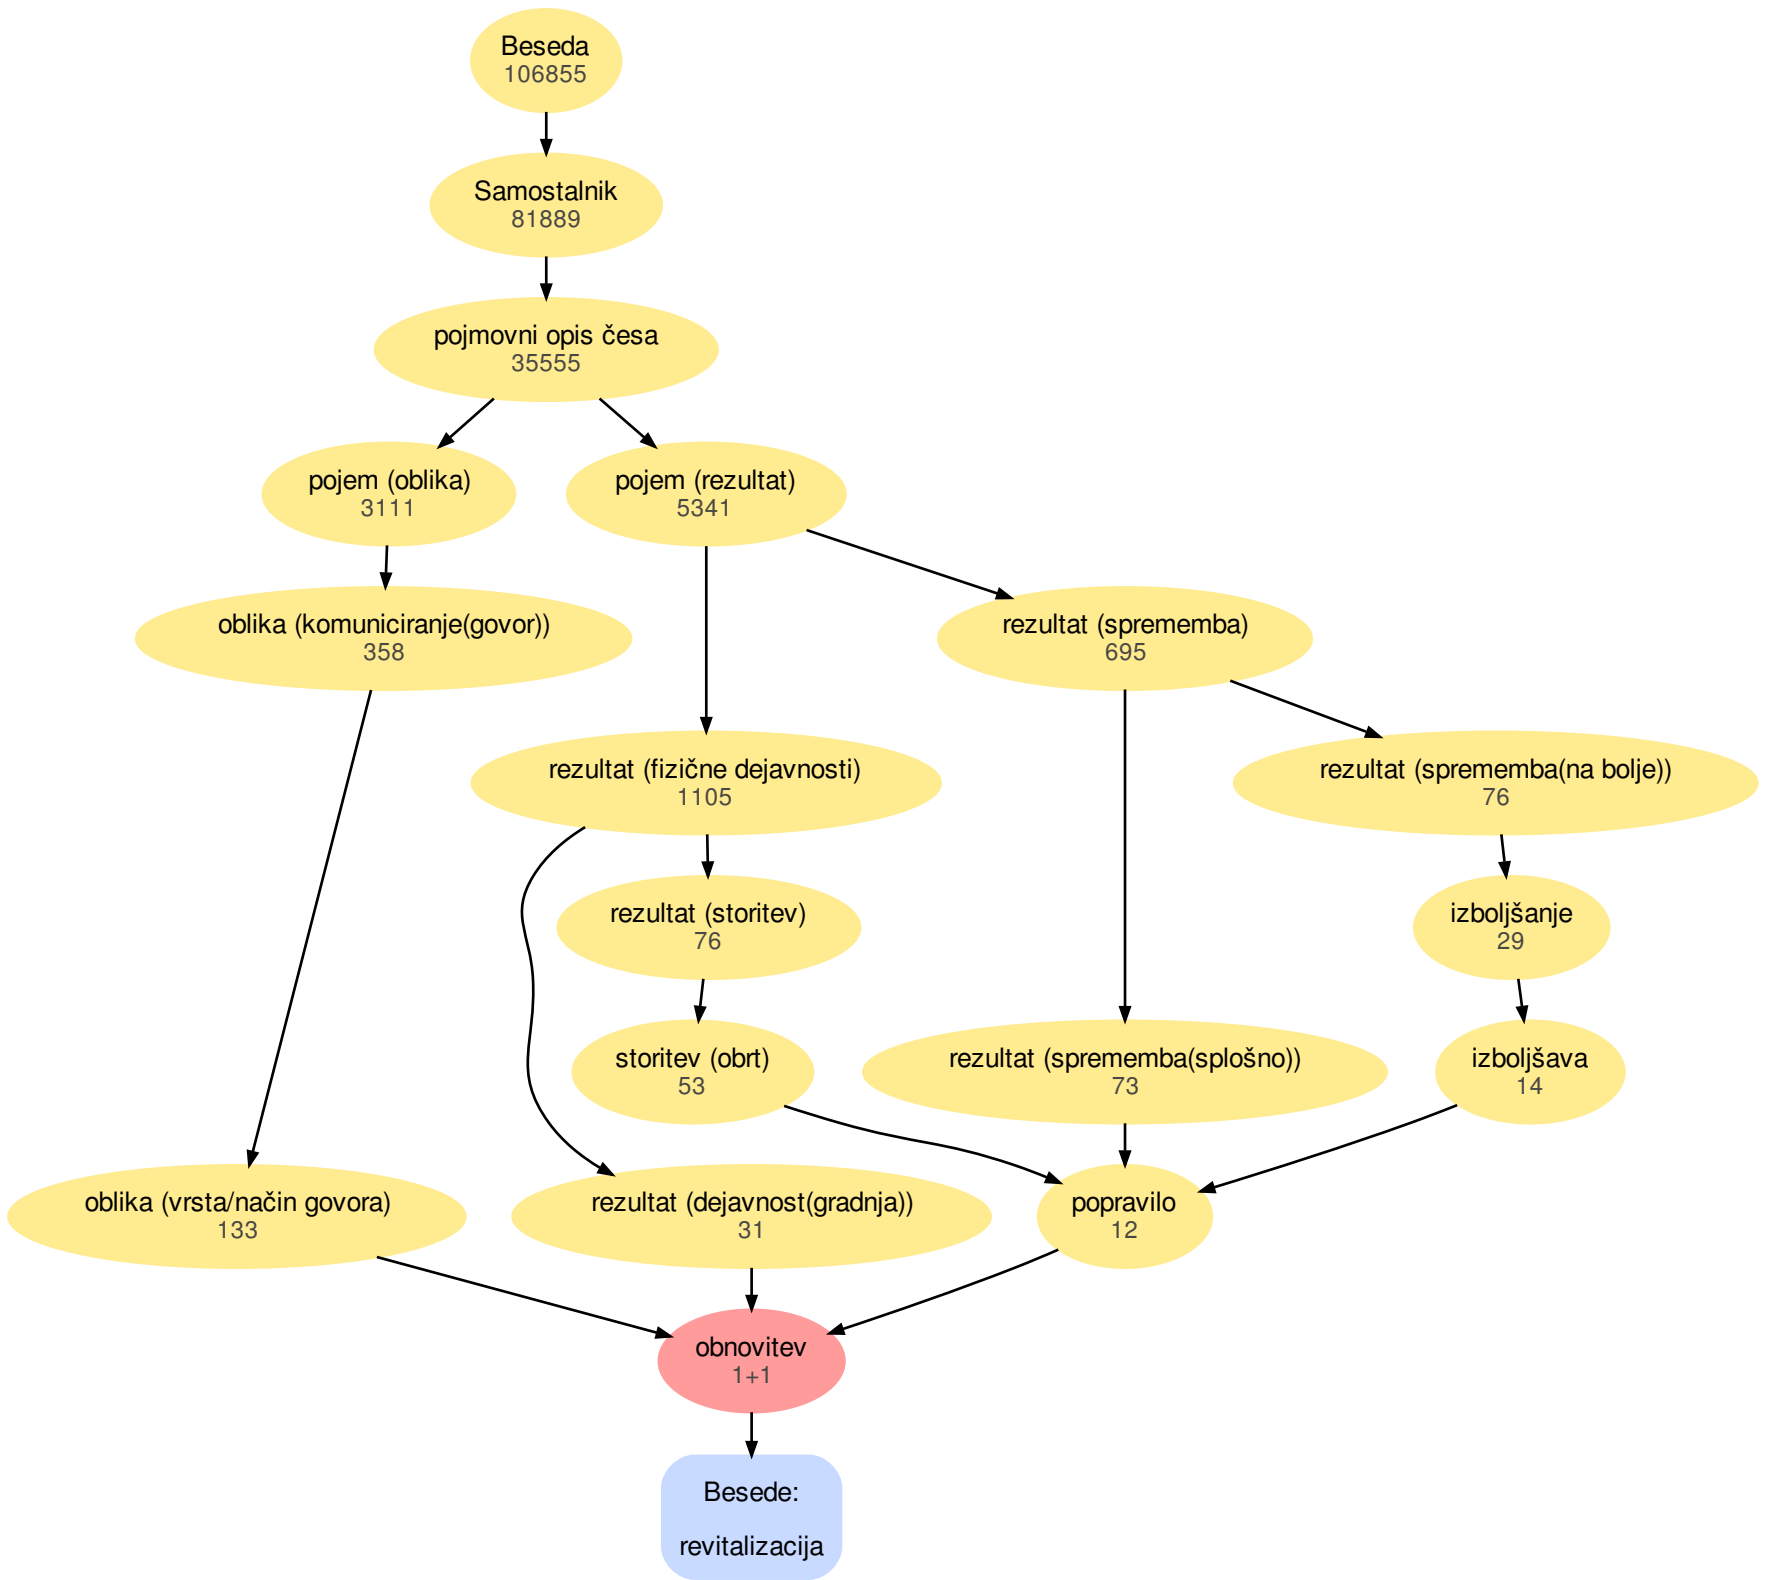 Beseda
106855
Samostalnik
81889
pojmovni opis česa
35555
pojem (oblika)
3111
pojem (rezultat)
5341
oblika (komuniciranje(govor))
358
rezultat (sprememba)
695
rezultat (fizične dejavnosti)
1105
rezultat (sprememba(na bolje))
76
rezultat (storitev)
76
izboljšanje
29
storitev (obrt)
53
rezultat (sprememba(splošno))
73
izboljšava
14
oblika (vrsta/način govora)
133
rezultat (dejavnost(gradnja))
31
popravilo
12
obnovitev
1+1
Besede:
revitalizacija